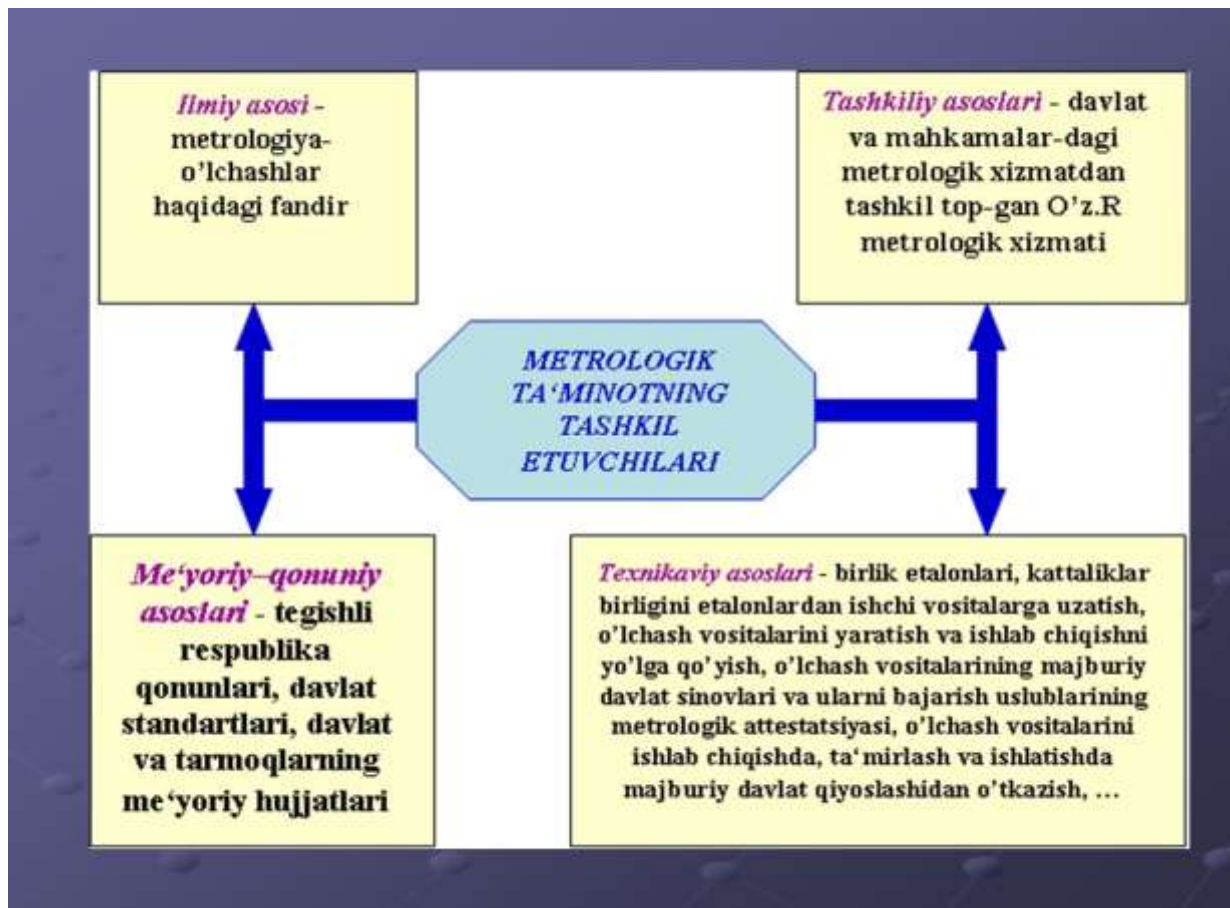 Ilmiy asosi -
metrologiya-
o’lchashlar
haqidagi fandir
Tashkiliy asoslari - davlat
va mahkamalar-dagi
metrologik xizmatdan
tashkil top-gan O’z.R
metrologik xizmati
METROLOGIK
TA‘MINOTNING
TASHKIL
ETUVCHILARI
Me‘yoriy–qonuniy
asoslari - tegishli
respublika
qonunlari, davlat
standartlari, davlat
va tarmoqlarning
me‘yoriy hujjatlari
Texnikaviy asoslari - birlik etalonlari, kattaliklar
birligini etalonlardan ishchi vositalarga uzatish,
o’lchash vositalarini yaratish va ishlab chiqishni
yo’lga qo’yish, o’lchash vositalarining majburiy
davlat sinovlari va ularni bajarish uslublarining
metrologik attestatsiyasi, o’lchash vositalarini
ishlab chiqishda, ta‘mirlash va ishlatishda
majburiy davlat qiyoslashidan o’tkazish, …